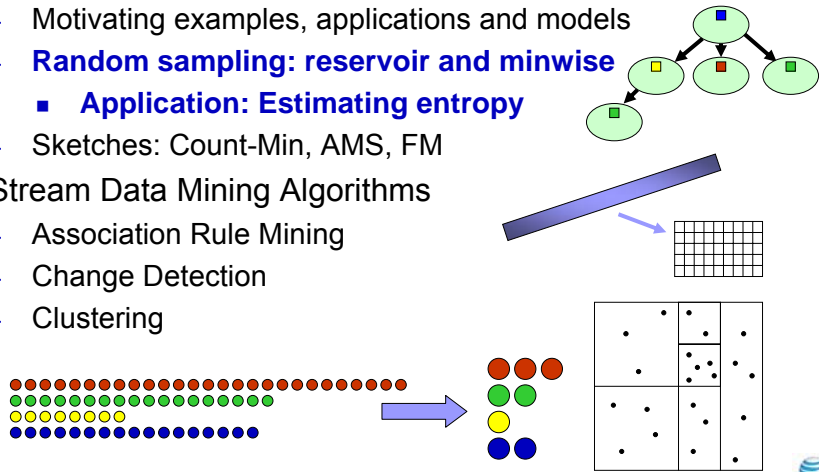 Motivating examples, applications and models
Random sampling: reservoir and minwise
Application: Estimating entropy
Sketches: Count-Min, AMS, FM
Stream Data Mining Algorithms
Association Rule Mining
Change Detection
Clustering